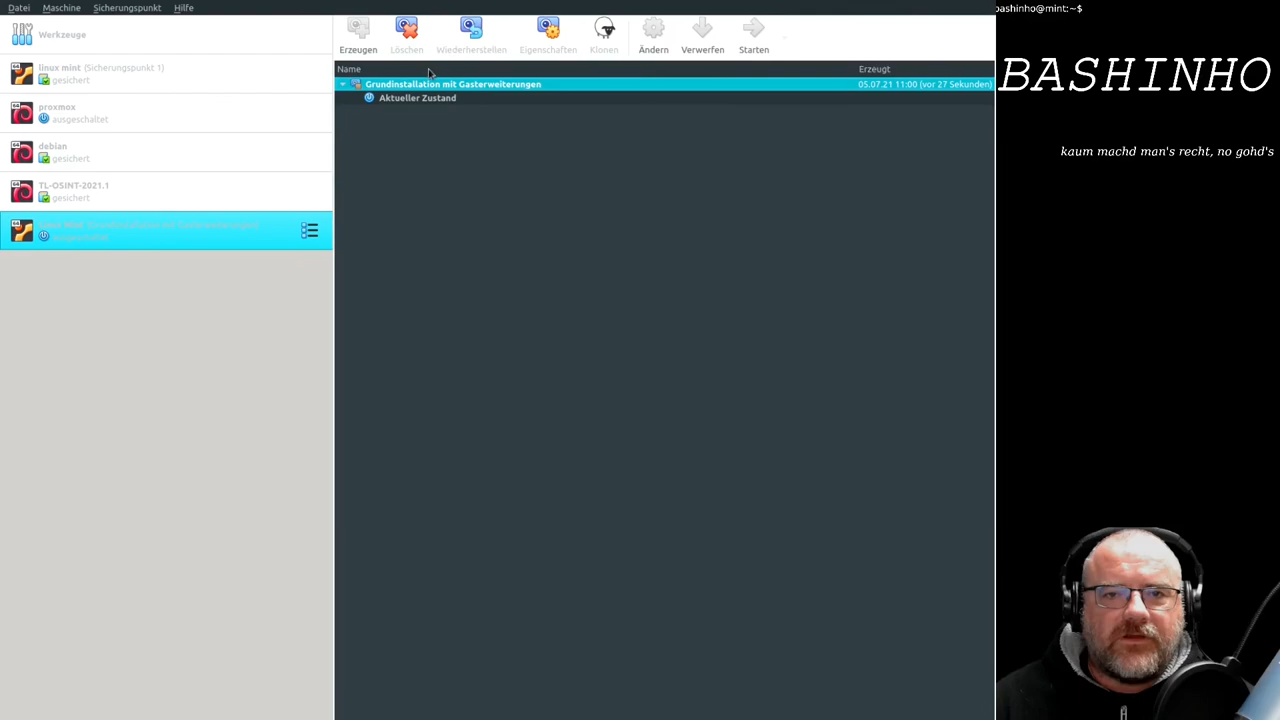 Datei Maschine Sicherungspunkt Hilfe
bashinho@mint:~$
Werkzeuge
linux mint (Sicherungspunkt 1)
gesichert
proxmox
ausgeschaltet
debian
gesichert
TL-OSINT-2021.1
gesichert
ausgeschaltet
Erzeugen Löschen Wiederherstellen Eigenschaften Klonen Ändern Verwerfen Starten
Name Erzeugt
Grundinstallation mit Gasterweiterungen 05.07.21 11:00 (vor 27 Sekunden)
Aktueller Zustand
BASHINHO
kaum machd man's recht, no gohd's